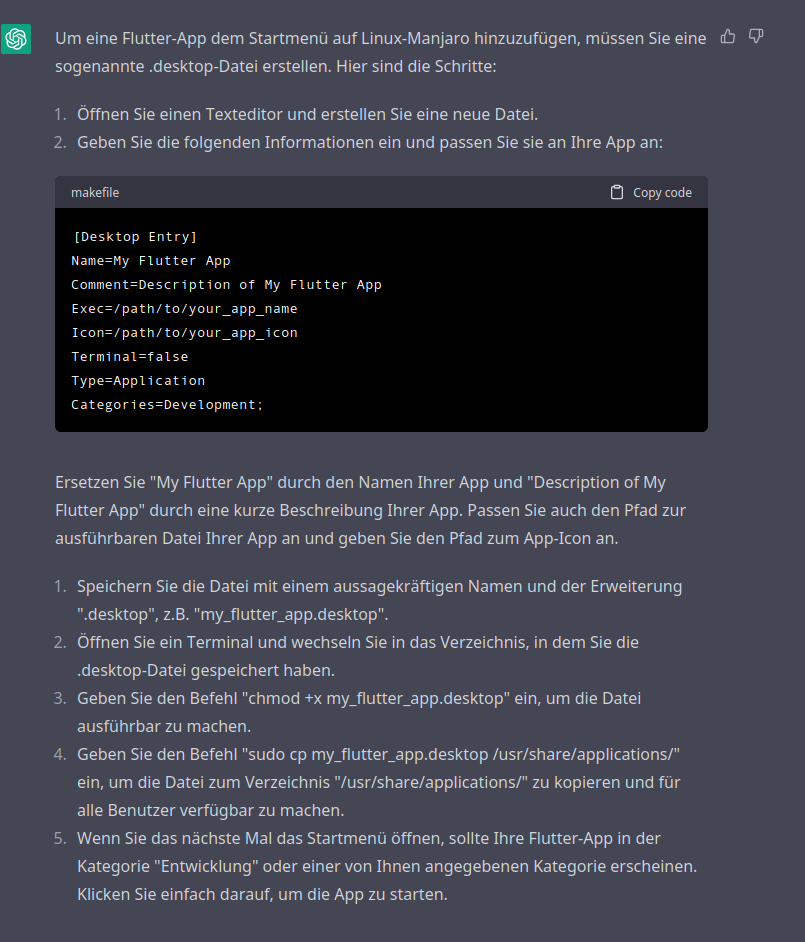 Um eine Flutter-App dem Startmenü auf Linux-Manjaro hinzuzufügen, müssen Sie eine
sogenannte .desktop-Datei erstellen. Hier sind die Schritte:
1. Öffnen Sie einen Texteditor und erstellen Sie eine neue Datei.
2. Geben Sie die folgenden Informationen ein und passen Sie sie an Ihre App an:
makefile Copy code
[Desktop Entry]
Name=My Flutter App
Comment=Description of My Flutter App
Exec=/path/to/your_app_name
Icon=/path/to/your_app_icon
Terminal=false
Type=Application
Categories=Development;
Ersetzen Sie "My Flutter App" durch den Namen Ihrer App und "Description of My
Flutter App" durch eine kurze Beschreibung Ihrer App. Passen Sie auch den Pfad zur
ausführbaren Datei Ihrer App an und geben Sie den Pfad zum App-Icon an.
1. Speichern Sie die Datei mit einem aussagekräftigen Namen und der Erweiterung
".desktop", z.B. "my_flutter_app.desktop".
2. Öffnen Sie ein Terminal und wechseln Sie in das Verzeichnis, in dem Sie die
.desktop-Datei gespeichert haben.
3. Geben Sie den Befehl "chmod +x my_flutter_app.desktop" ein, um die Datei
ausführbar zu machen.
4. Geben Sie den Befehl "sudo cp my_flutter_app.desktop /usr/share/applications/"
ein, um die Datei zum Verzeichnis "/usr/share/applications/" zu kopieren und für
alle Benutzer verfügbar zu machen.
5. Wenn Sie das nächste Mal das Startmenü öffnen, sollte Ihre Flutter-App in der
Kategorie "Entwicklung" oder einer von Ihnen angegebenen Kategorie erscheinen.
Klicken Sie einfach darauf, um die App zu starten.